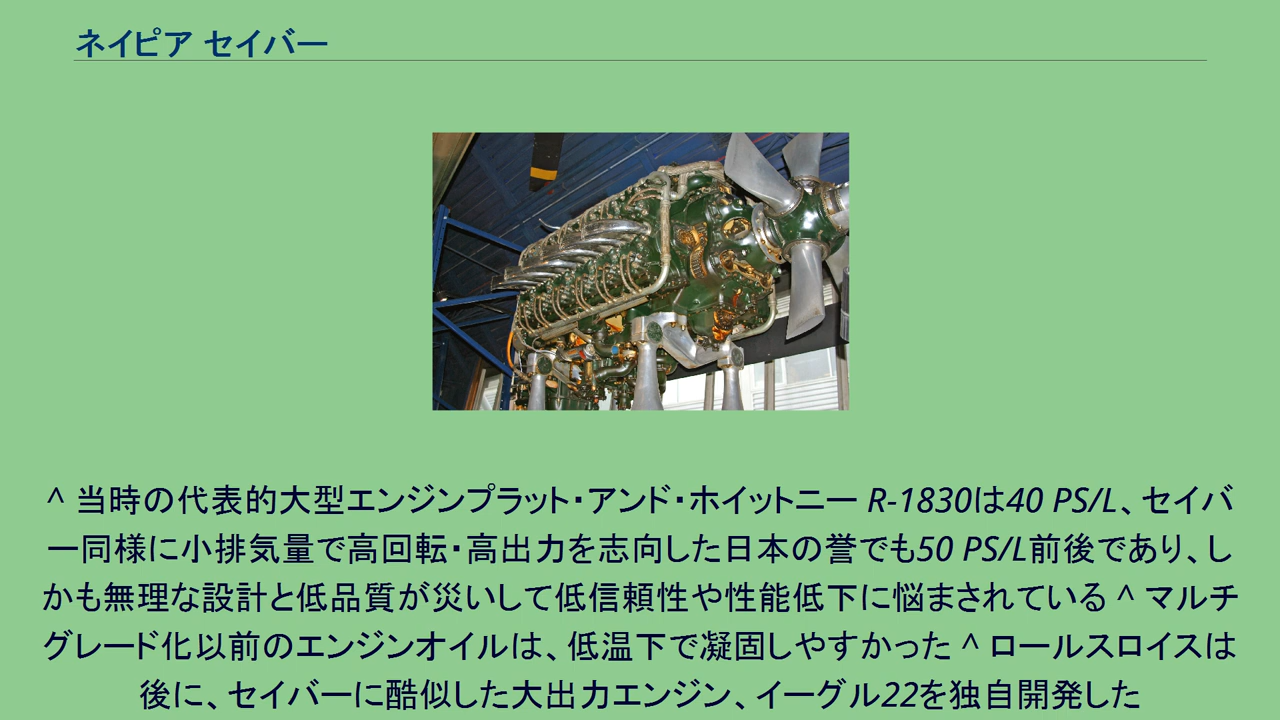 ネイピア セイバー
^ 当時の代表的大型エンジンプラット・アンド・ホイットニー R-1830は40 PS/L、セイバ
ー同様に小排気量で高回転・高出力を志向した日本の誉でも50 PS/L前後であり、し
かも無理な設計と低品質が災いして低信頼性や性能低下に悩まされている ^ マルチ
グレード化以前のエンジンオイルは、低温下で凝固しやすかった ^ ロールスロイスは
後に、セイバーに酷似した大出力エンジン、イーグル22を独自開発した